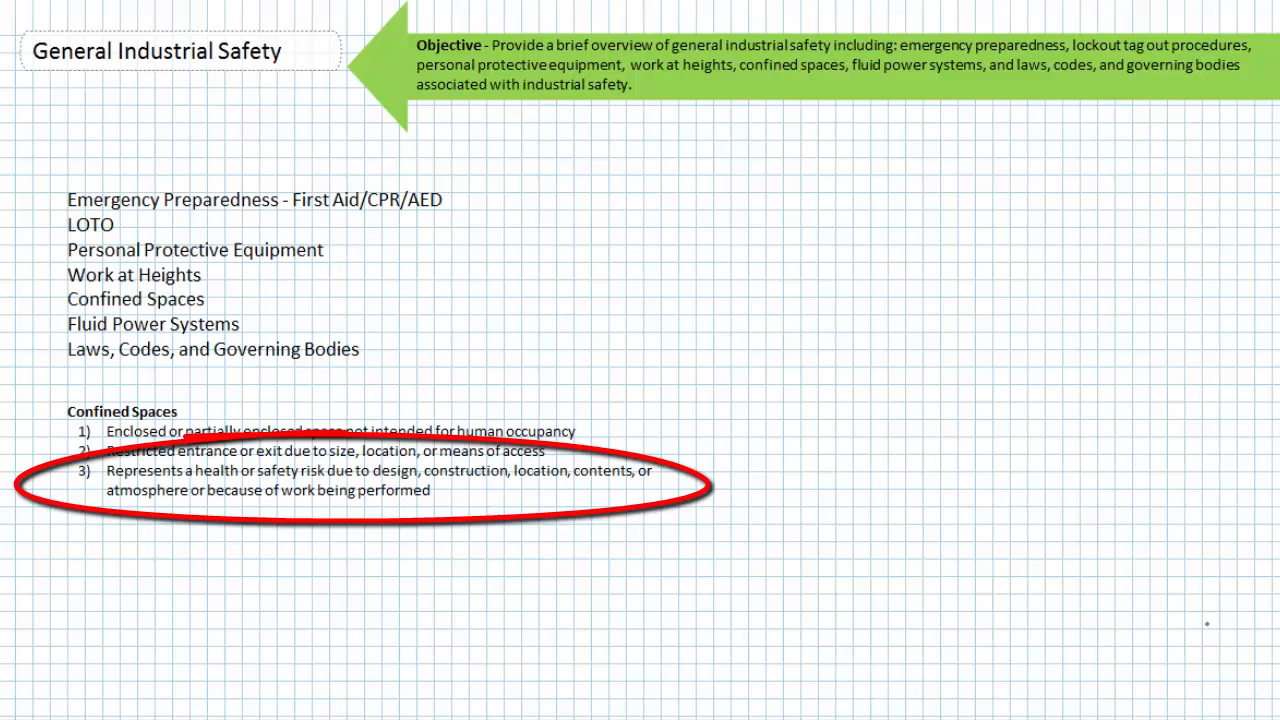 General Industrial Safety
Objective - Provide a brief overview of general industrial safety including: emergency preparedness, lockout tag out procedures,
personal protective equipment, work at heights, confined spaces, fluid power systems, and laws, codes, and governing bodies
associated with industrial safety.
Emergency Preparedness - First Aid/CPR/AED
LOTO
Personal Protective Equipment
Work at Heights
Confined Spaces
Fluid Power Systems
Laws, Codes, and Governing Bodies
Confined Spaces
1) Enclosed or partially enclosed space not intended for human occupancy
2) Restricted entrance or exit due to size, location, or means of access
3) Represents a health or safety risk due to design, construction, location, contents, or
atmosphere or because of work being performed